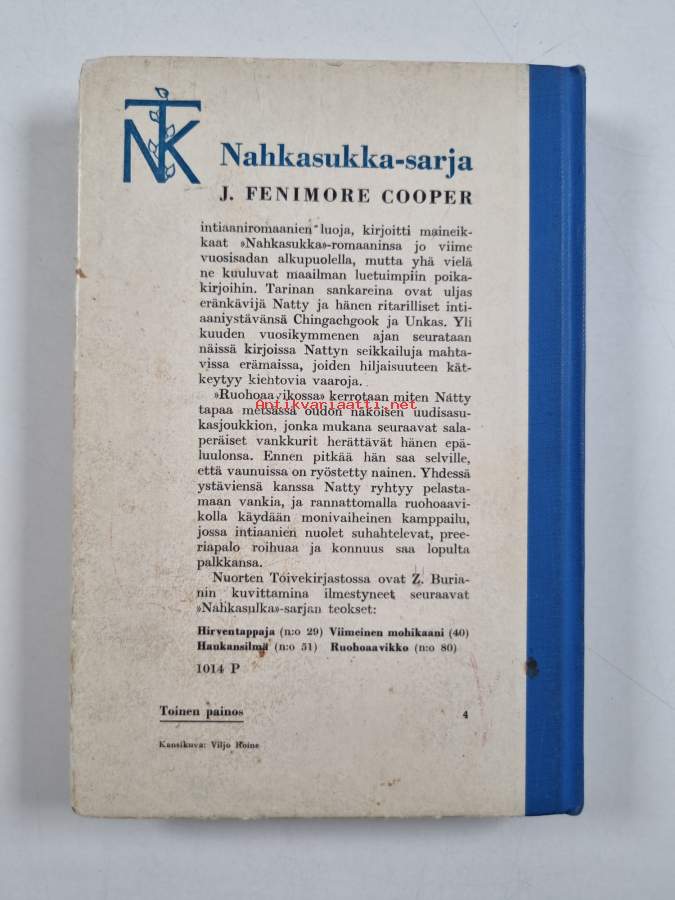 NTK
Nahkasukka-sarja
J. FENIMORE COOPER
intiaaniromaanien luoja, kirjoitti maineik-
kaat »Nahkasukka»-romaaninsa jo viime
vuosisadan alkupuolella, mutta yhä vielä
ne kuuluvat maailman luetuimpiin poika-
kirjoihin. Tarinan sankareina ovat uljas
eränkävijä Natty ja hänen ritarilliset inti-
aaniystävänsä Chingachgook ja Unkas. Yli
kuuden vuosikymmenen ajan seurataan
näissä kirjoissa Nattyn seikkailuja mahta-
vissa erämaissa, joiden hiljaisuuteen kät-
keytyy kiehtovia vaaroja.
»Ruohoaavikossa» kerrotaan miten Natty
Antikvariaatti.net
tapaa metsässä oudon näköisen uudisasu-
kasjoukkion, jonka mukana seuraavat sala-
peräiset vankkurit herättävät hänen epä-
luulonsa. Ennen pitkää hän saa selville,
että vaunuissa on ryöstetty nainen. Yhdessä
ystäviensä kanssa Natty ryhtyy pelasta-
maan vankia, ja rannattomalla ruohoaavi-
kolla käydään monivaiheinen kamppailu,
jossa intiaanien nuolet suhahtelevat, pree-
riapalo roihuaa ja konnuus saa lopulta
palkkansa.
Nuorten Toivekirjastossa ovat Z. Buria-
nin kuvittamina ilmestyneet seuraavat
»Nahkasulka»-sarjan teokset:
Hirventappaja (n:o 29) Viimeinen mohikaani (40)
Haukansilmä (n:o 51) Ruohoaavikko (n:o 80)
1014 P
Toinen painos 4
Kansikuva: Viljo Roine